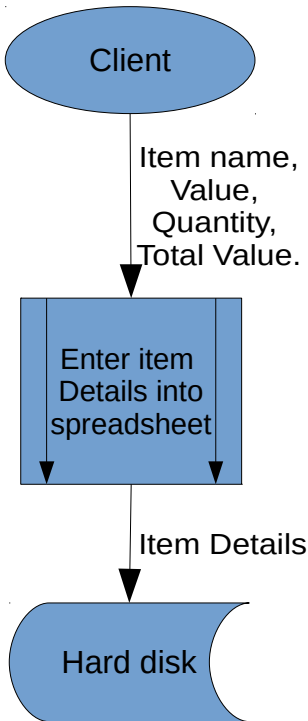 Client
Item name,
Value,
Quantity,
Total Value.
Enter item
Details into
spreadsheet
Item Details
Hard disk